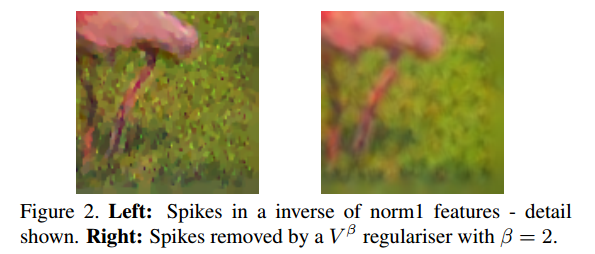 Figure 2. Left: Spikes in a inverse of norm1 features - detail
shown. Right: Spikes removed by a V^β regulariser with β = 2.